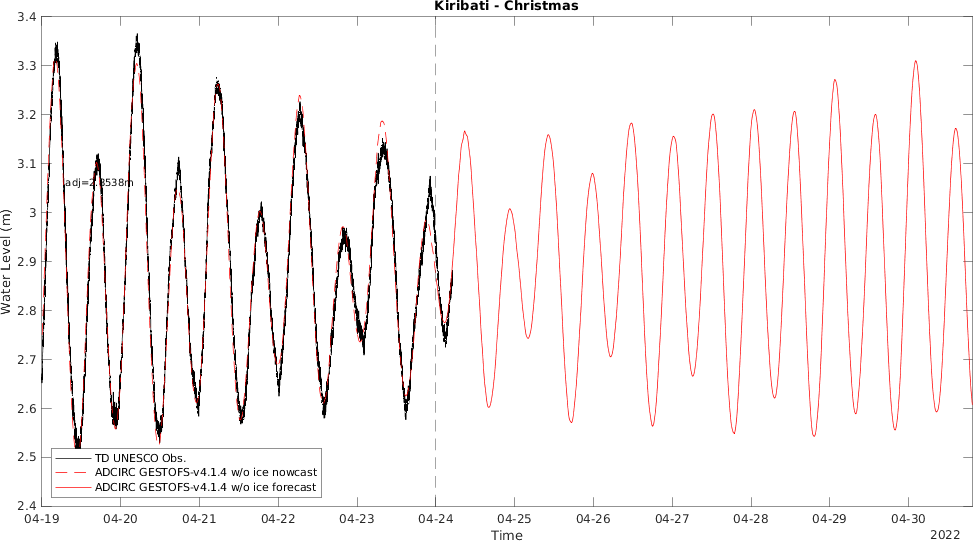 Kiribati - Christmas
3.4
3.3
3.2
3.1
3
2.9
2.8
2.7
2.6
2.5
2.4
Water Level (m)
adj=2.8538m
TD UNESCO Obs.
ADCIRC GESTOFS-v4.1.4 w/o ice nowcast
ADCIRC GESTOFS-v4.1.4 w/o ice forecast
04-19 04-20 04-21 04-22 04-23 04-24 04-25 04-26 04-27 04-28 04-29 04-30
2022
Time